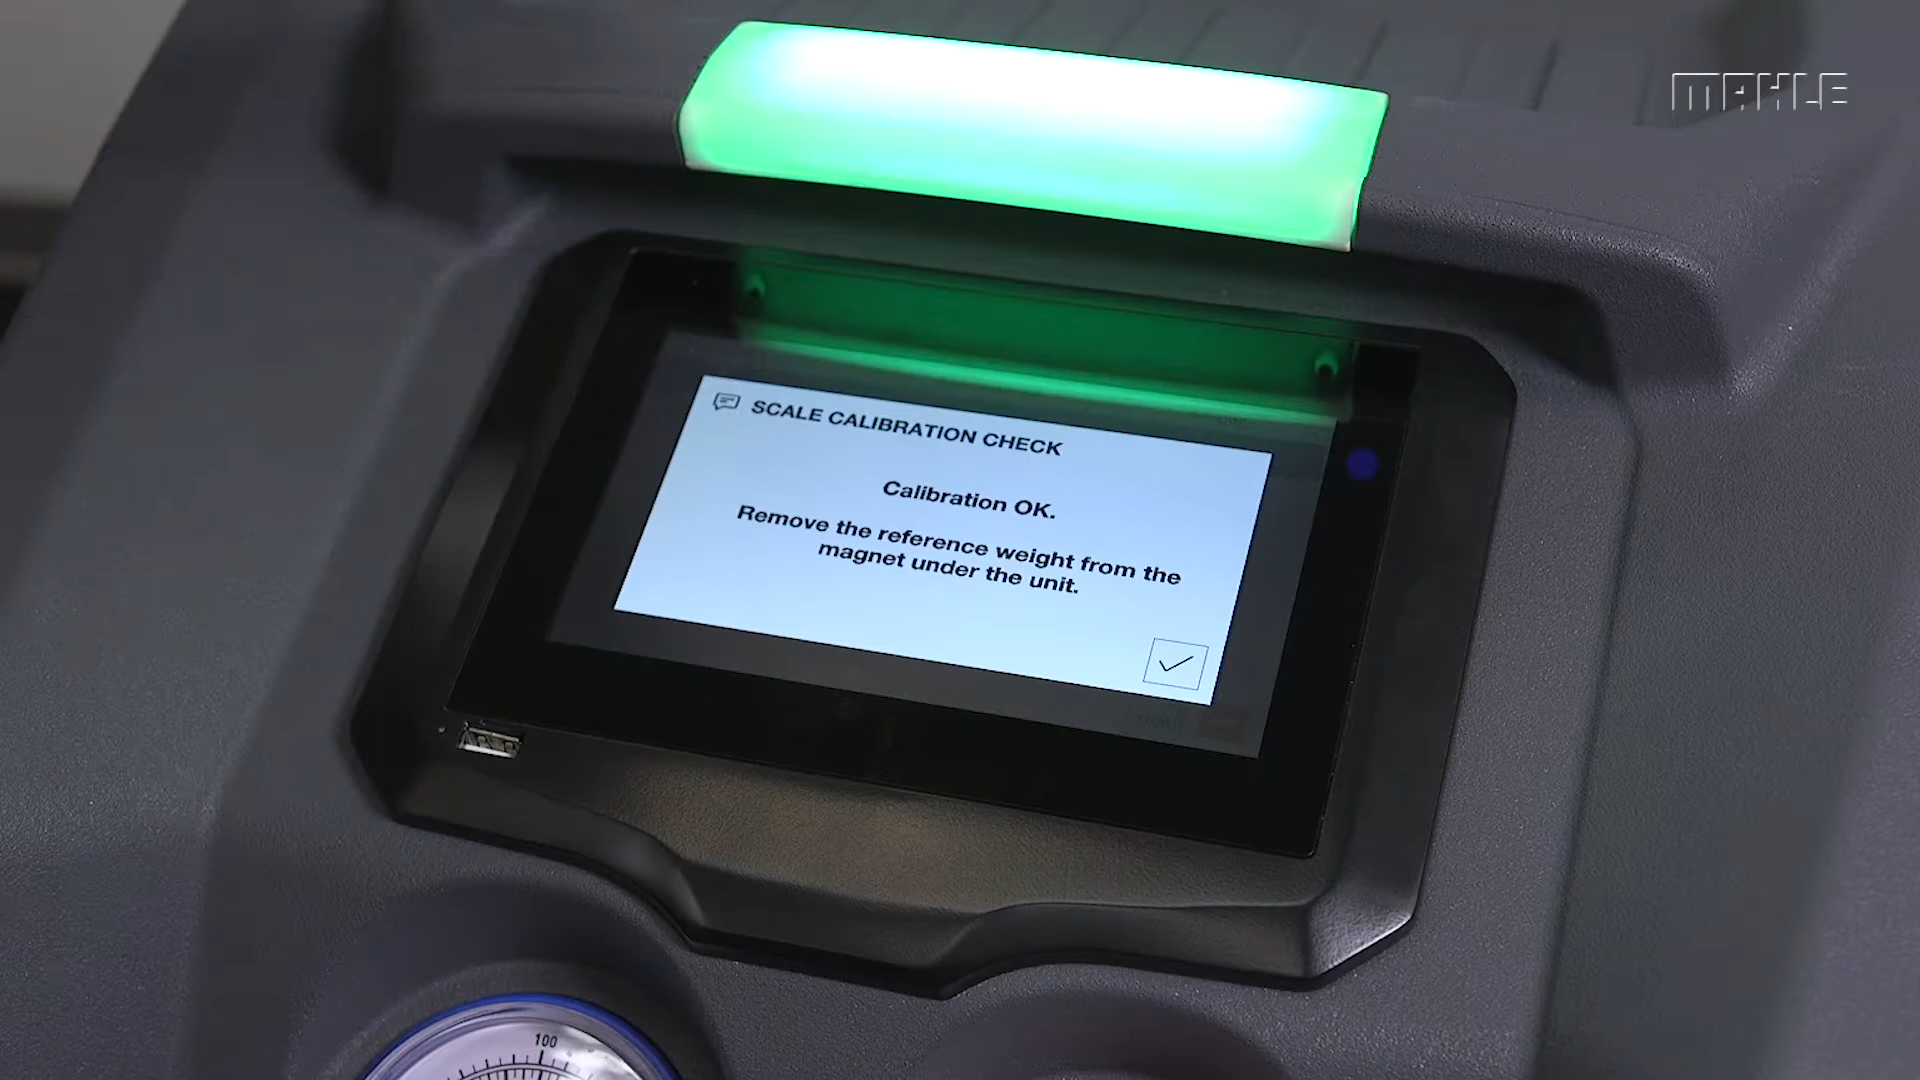 MAHLE
SCALE CALIBRATION CHECK
Calibration OK.
Remove the reference weight from the
magnet under the unit.
100